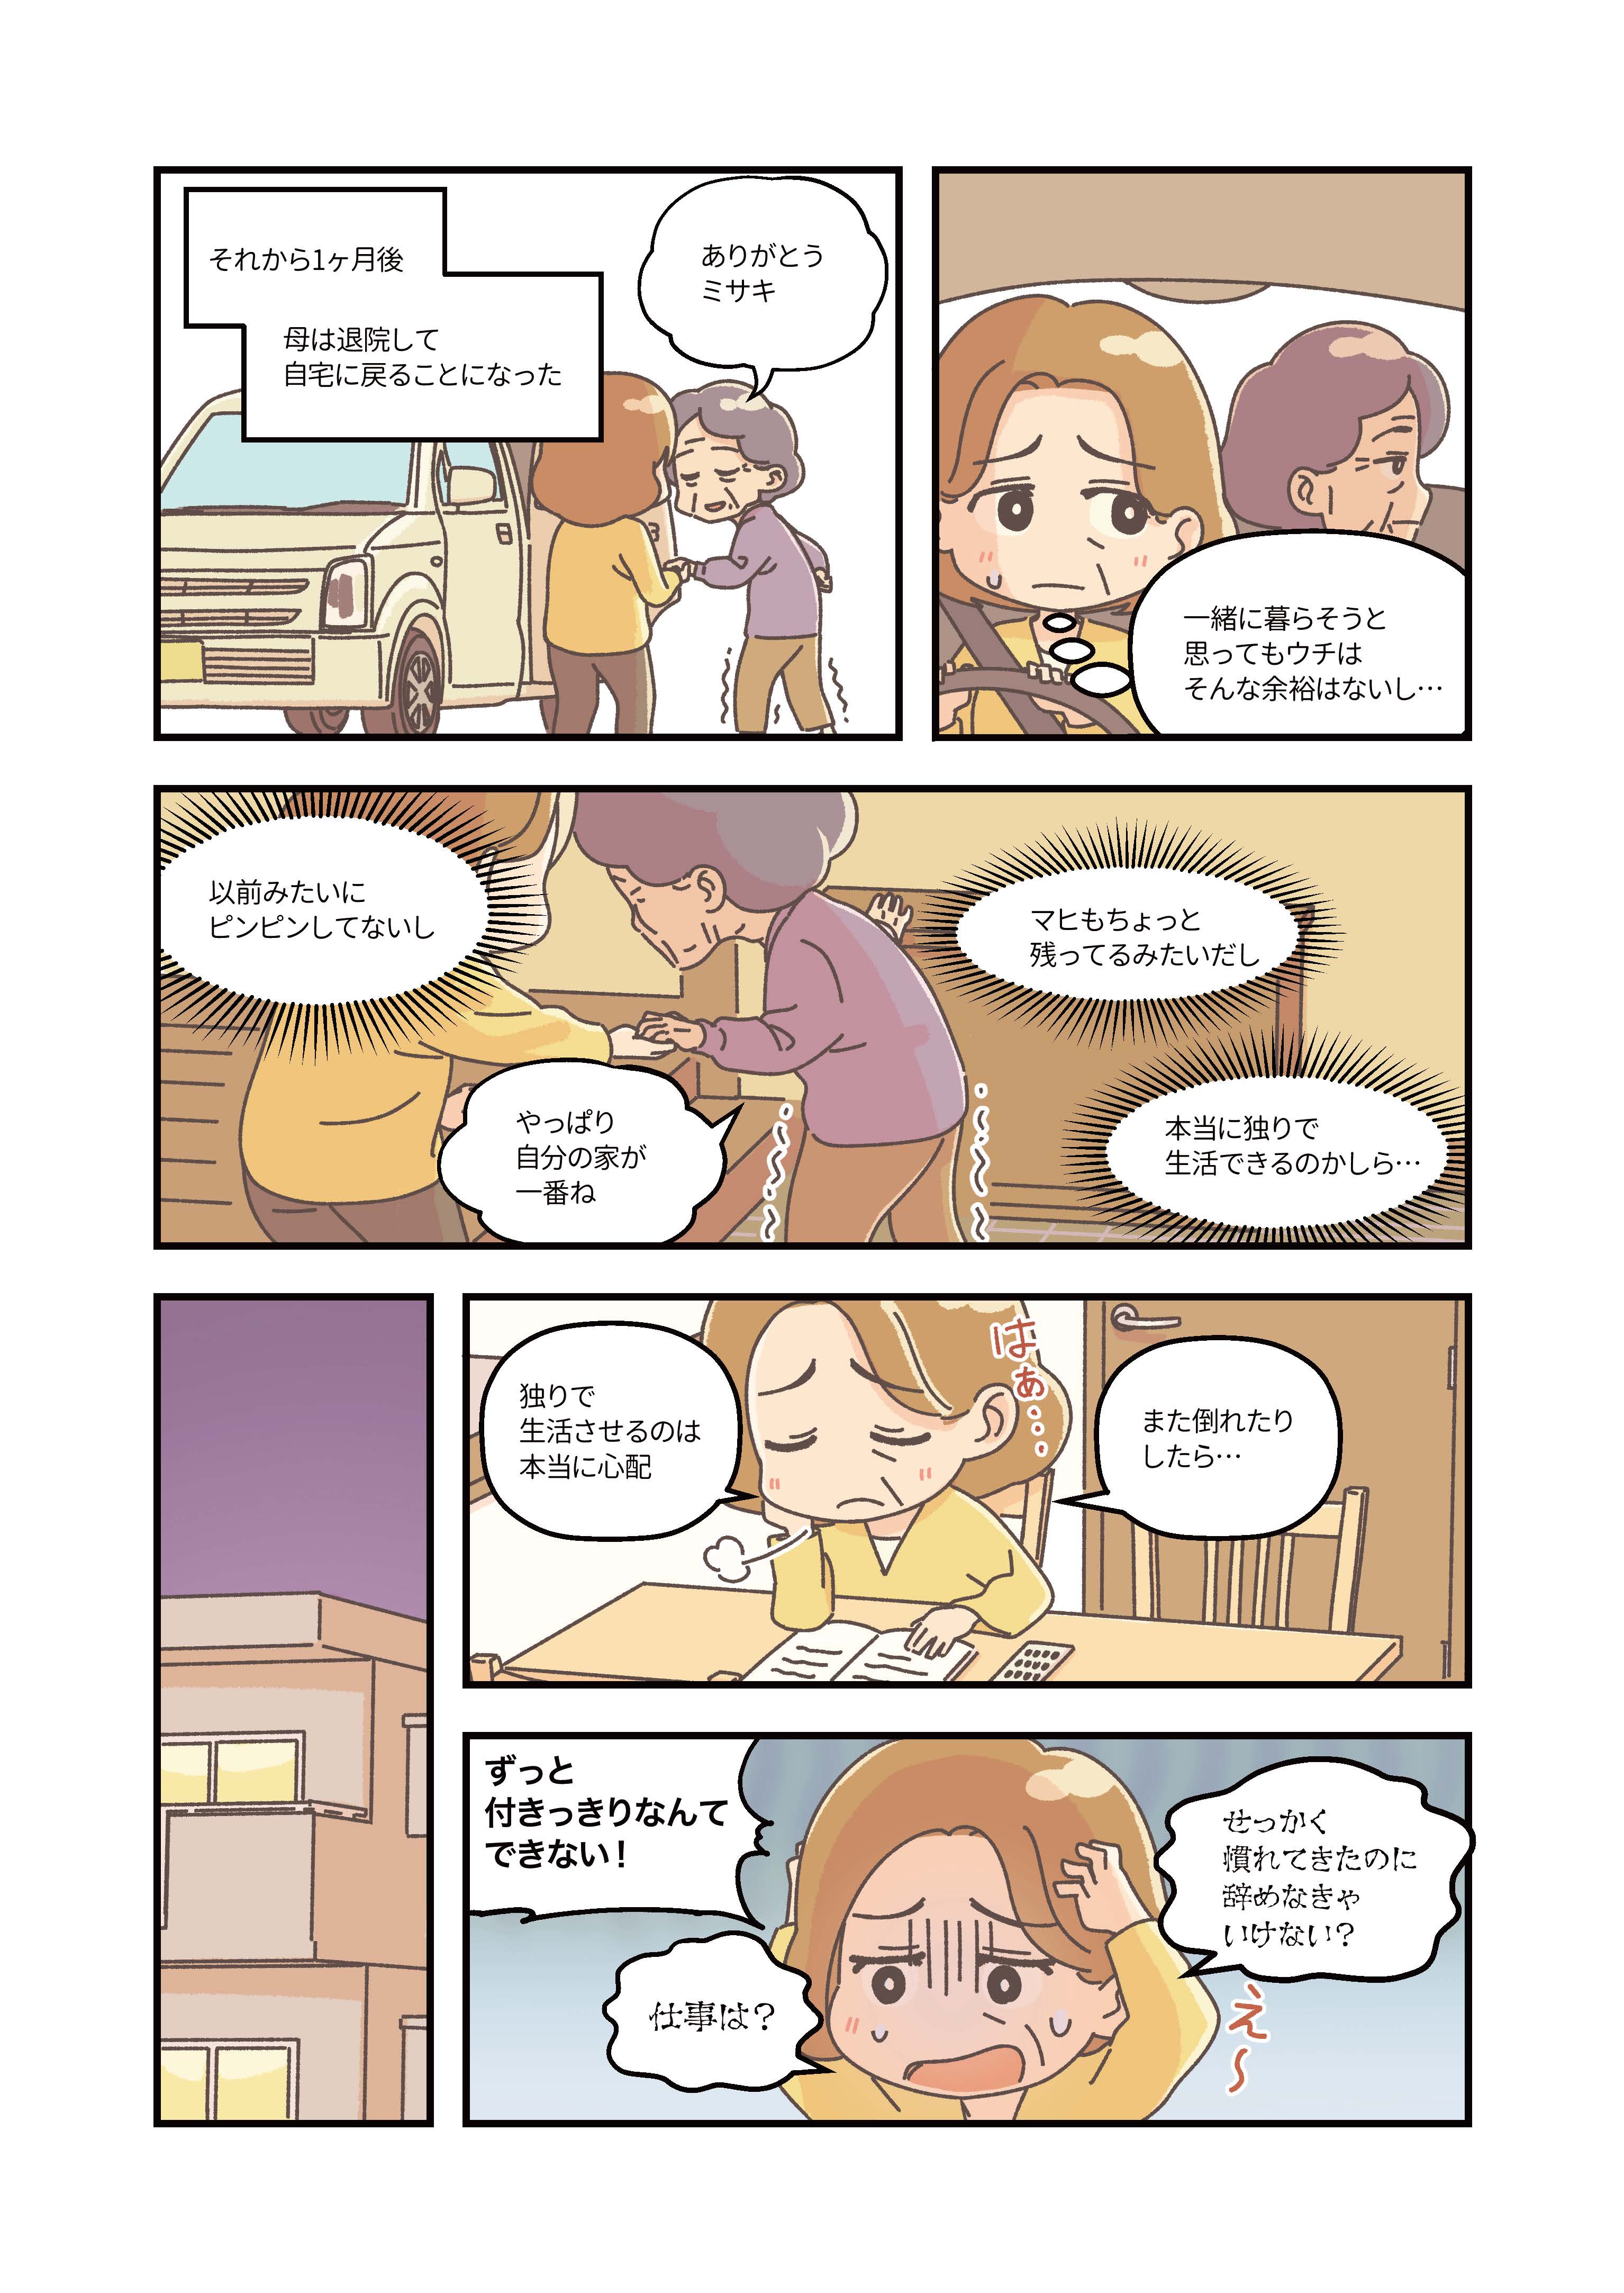 それから1ヶ月後
母は退院して
自宅に戻ることになった
ありがとう
ミサキ
一緒に暮らそうと
思ってもウチは
そんな余裕はないし…
以前みたいに
ピンピンしてないし
やっぱり
自分の家が
一番ね
マヒもちょっと
残ってるみたいだし
本当に独りで
生活できるのかしら…
独りで
生活させるのは
本当に心配
はぁ…
また倒れたり
したら…
ずっと
付きっきりなんて
できない！
仕事は？
せっかく
慣れてきたのに
辞めなきゃ
いけない？
え～